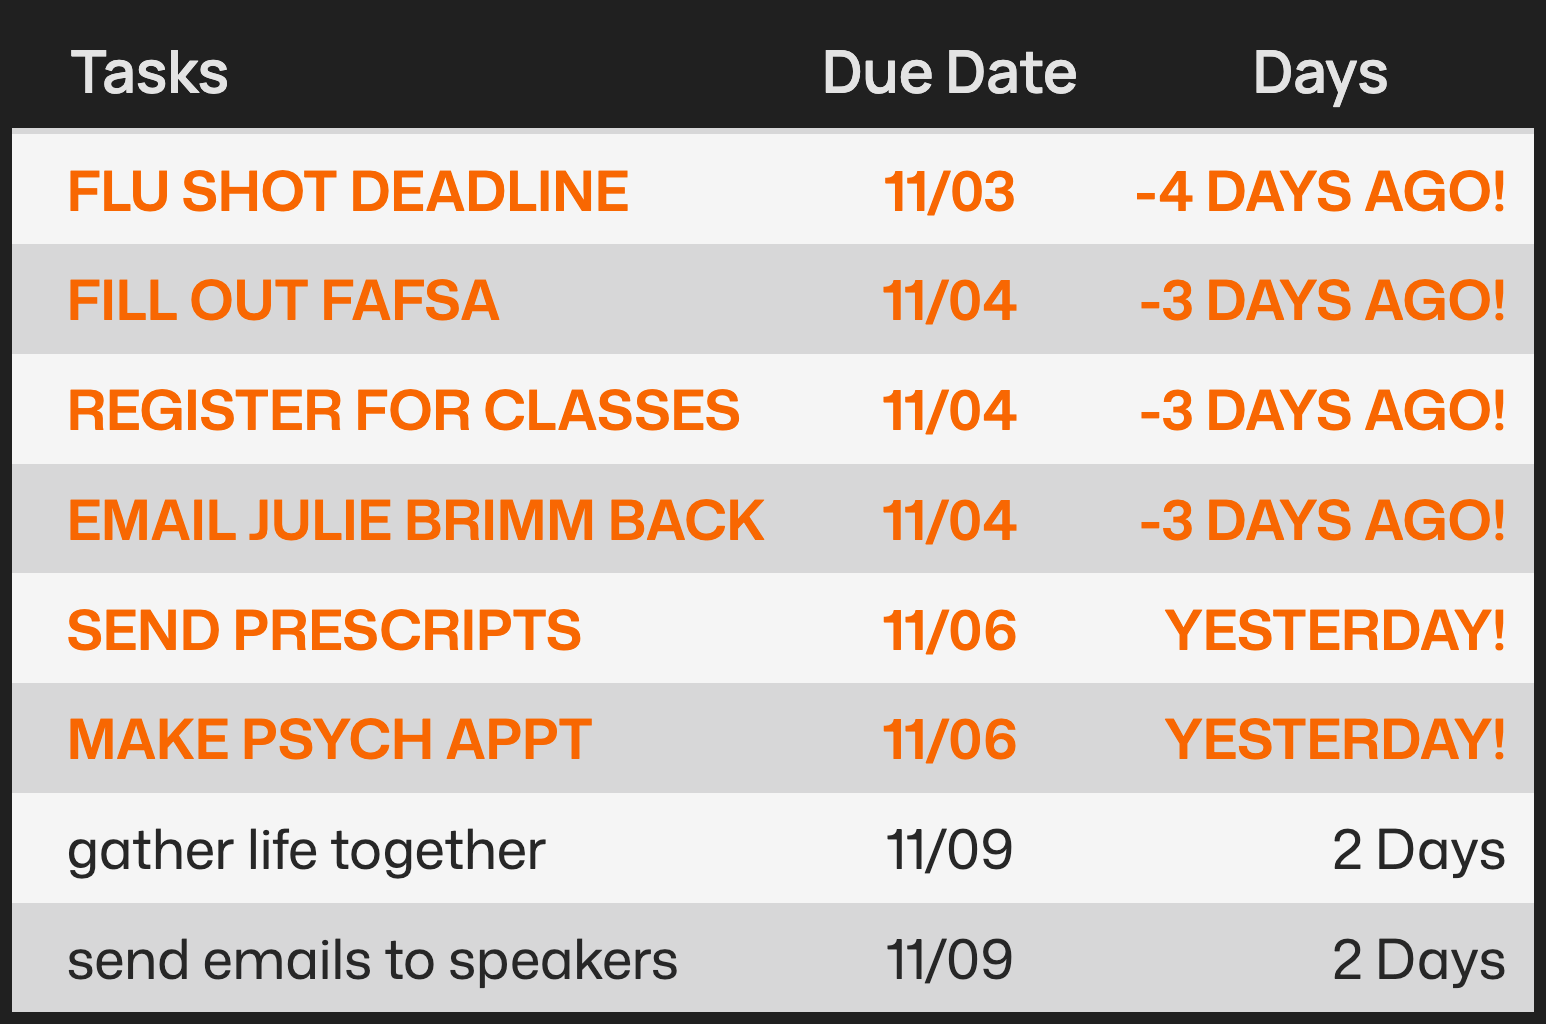 Tasks Due Date Days
FLU SHOT DEADLINE 11/03 -4 DAYS AGO!
FILL OUT FAFSA 11/04 -3 DAYS AGO!
REGISTER FOR CLASSES 11/04 -3 DAYS AGO!
EMAIL JULIE BRIMM BACK 11/04 -3 DAYS AGO!
SEND PRESCRIPTS 11/06 YESTERDAY!
MAKE PSYCH APPT 11/06 YESTERDAY!
gather life together 11/09 2 Days
send emails to speakers 11/09 2 Days